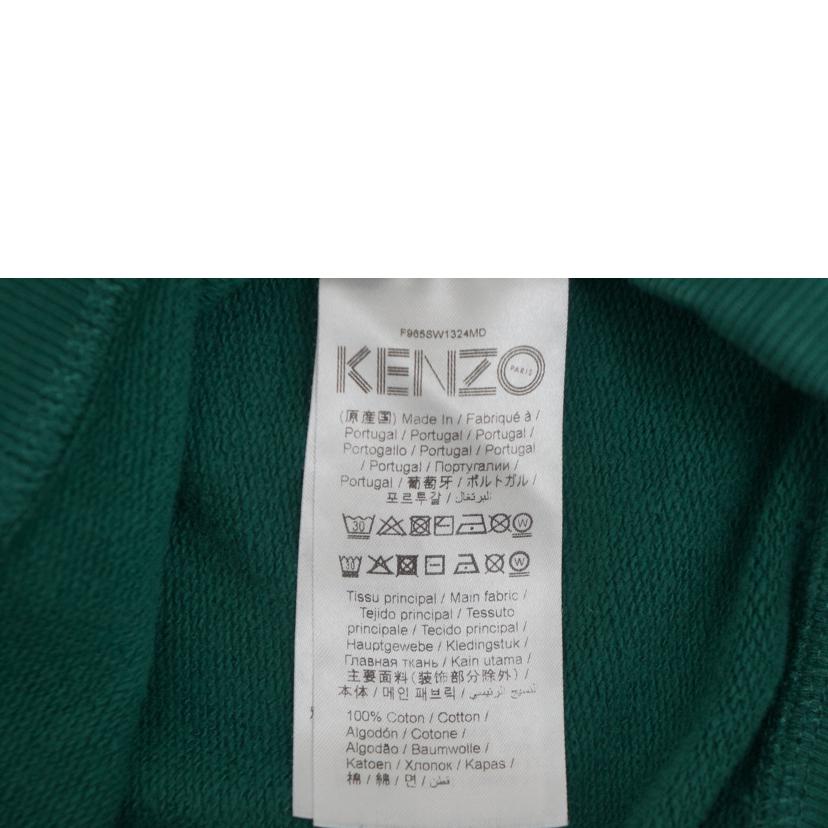 F965SW1324MD
KENZO PARIS
(原産国) Made In / Fabriqué à /
Portugal / Portugal / Portugal /
Portogallo / Portugal / Portugal
/ Portugal / Португалии /
Portugal / 葡萄牙 / ポルトガル /
포르투갈 / البرتغال
30
W
W
Tissu principal / Main fabric /
Tejido principal / Tessuto
principale / Tecido principal /
Hauptgewebe / Kledingstuk /
Главная ткань / Kain utama /
主要面料(装饰部分除外) /
本体 / 메인 패브릭 / النسيج الرئيسي
100% Coton / Cotton /
Algodón / Cotone /
Algodão / Baumwolle /
Katoen / Хлопок / Kapas /
棉 / 綿 / 면 / قطن